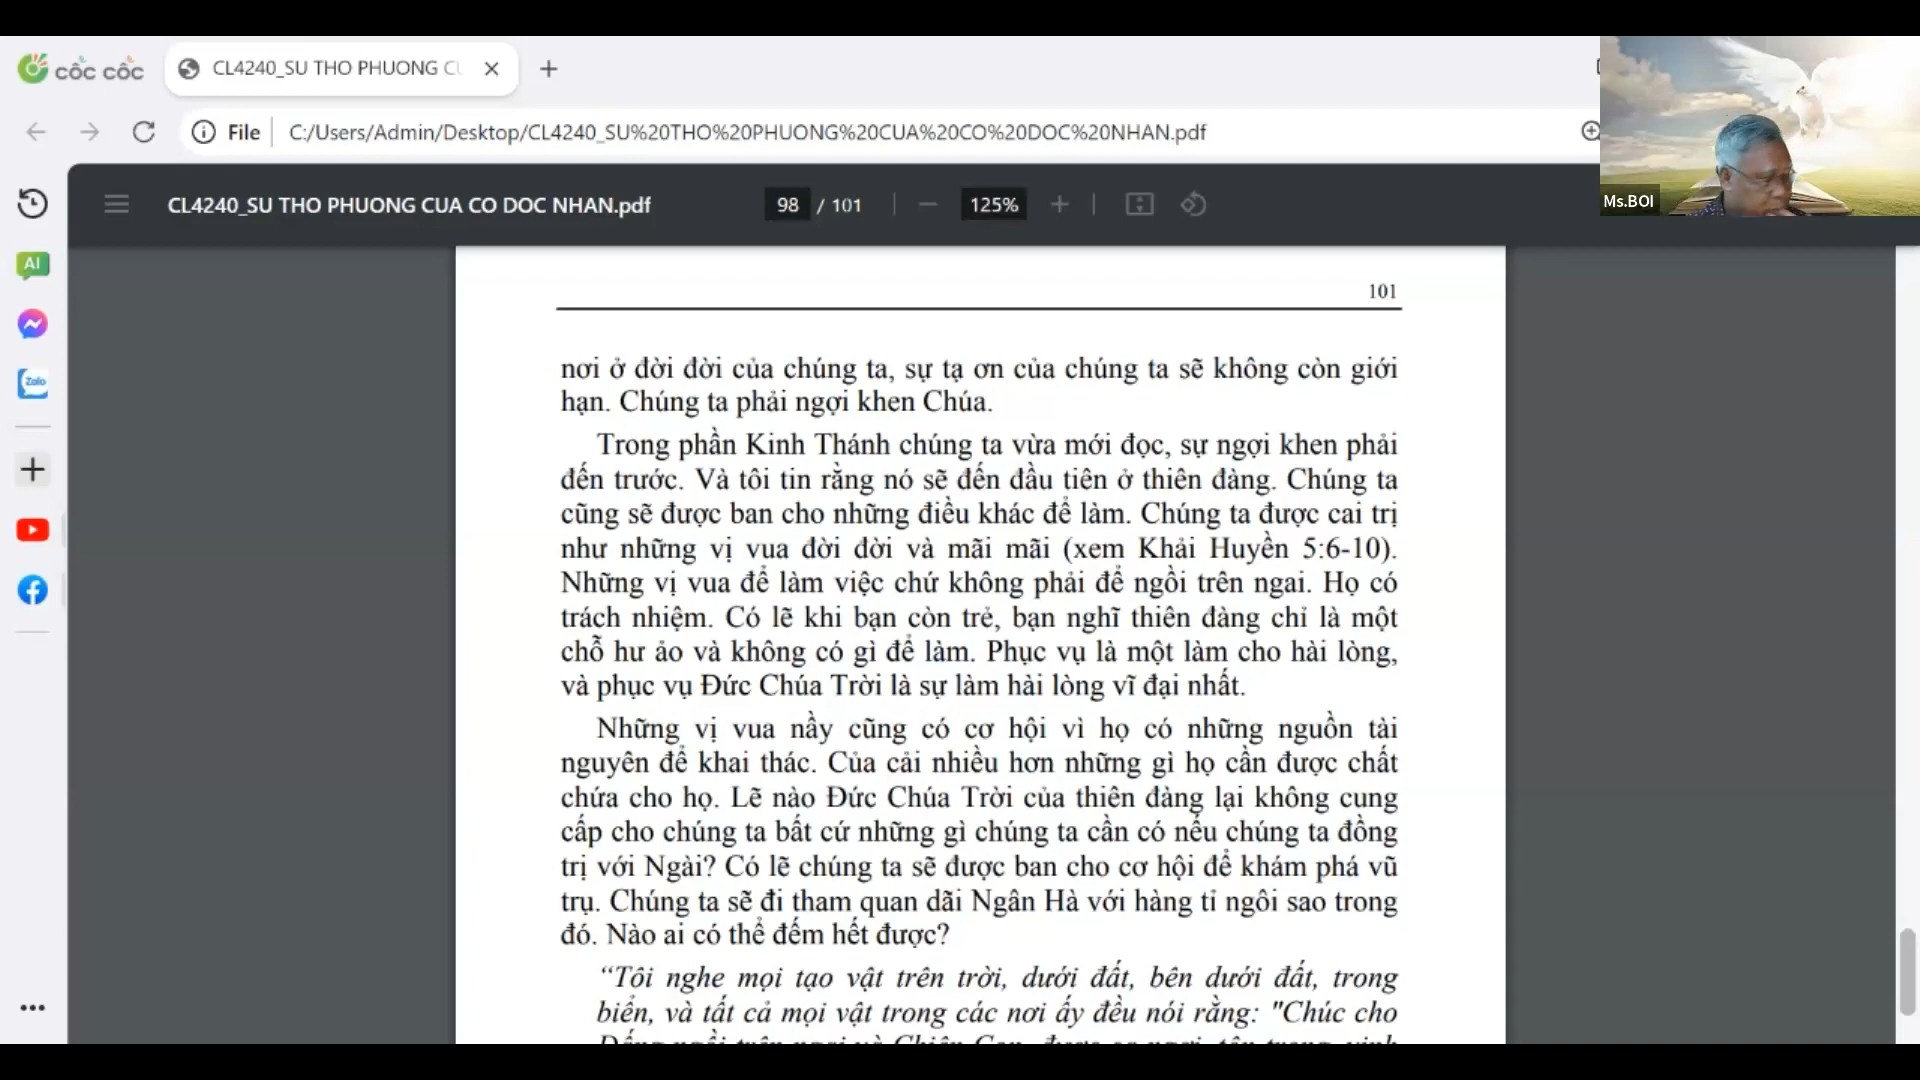 cốc cốc
CL4240_SU THO PHUONG CU
File
C:/Users/Admin/Desktop/CL4240_SU%20THO%20PHUONG%20CUA%20CO%20DOC%20NHAN.pdf
Ms.BOI
CL4240_SU THO PHUONG CUA CO DOC NHAN.pdf
98 / 101
125%
AI
Zalo
101
nơi ở đời đời của chúng ta, sự tạ ơn của chúng ta sẽ không còn giới
hạn. Chúng ta phải ngợi khen Chúa.
Trong phần Kinh Thánh chúng ta vừa mới đọc, sự ngợi khen phải
đến trước. Và tôi tin rằng nó sẽ đến đầu tiên ở thiên đàng. Chúng ta
cũng sẽ được ban cho những điều khác để làm. Chúng ta được cai trị
như những vị vua đời đời và mãi mãi (xem Khải Huyền 5:6-10).
Những vị vua để làm việc chứ không phải để ngồi trên ngai. Họ có
trách nhiệm. Có lẽ khi bạn còn trẻ, bạn nghĩ thiên đàng chỉ là một
chỗ hư ảo và không có gì để làm. Phục vụ là một làm cho hài lòng,
và phục vụ Đức Chúa Trời là sự làm hài lòng vĩ đại nhất.
Những vị vua nầy cũng có cơ hội vì họ có những nguồn tài
nguyên để khai thác. Của cải nhiều hơn những gì họ cần được chất
chứa cho họ. Lẽ nào Đức Chúa Trời của thiên đàng lại không cung
cấp cho chúng ta bất cứ những gì chúng ta cần có nếu chúng ta đồng
trị với Ngài? Có lẽ chúng ta sẽ được ban cho cơ hội để khám phá vũ
trụ. Chúng ta sẽ đi tham quan dãi Ngân Hà với hàng tỉ ngôi sao trong
đó. Nào ai có thể đếm hết được?
“Tôi nghe mọi tạo vật trên trời, dưới đất, bên dưới đất, trong
biển, và tất cả mọi vật trong các nơi ấy đều nói rằng: "Chúc cho